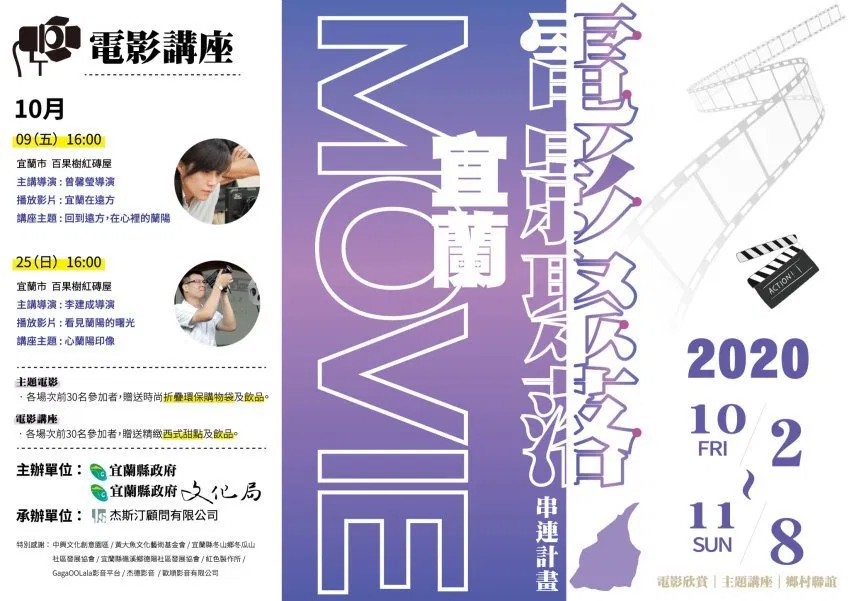 電影講座
10月
09(五) 16:00
宜蘭市 百果樹紅磚屋
主講導演:曾馨瑩導演
播放影片:宜蘭在遠方
講座主題:回到遠方,在心裡的蘭陽
25(日) 16:00
宜蘭市 百果樹紅磚屋
主講導演:李建成導演
播放影片:看見蘭陽的曙光
講座主題:心蘭陽印像
主題電影
·各場次前30名參加者,贈送時尚折疊環保購物袋及飲品。
電影講座
·各場次前30名參加者,贈送精緻西式甜點及飲品。
主辦單位:宜蘭縣政府
宜蘭縣政府文化局
承辦單位:杰斯汀顧問有限公司
特別感謝:中興文化創意園區/黃大魚文化藝術基金會/宜蘭縣冬山鄉冬瓜山
社區發展協會/宜蘭縣礁溪鄉德陽社區發展協會/紅色製作所/
GagaOOLala影音平台/杰德影音/歐順影音有限公司
MOVIE
宜蘭
電影聚落
串連計畫
ACTION!
2020
10 FRI 2
~
11 SUN 8
電影欣賞|主題講座|鄉村聯誼